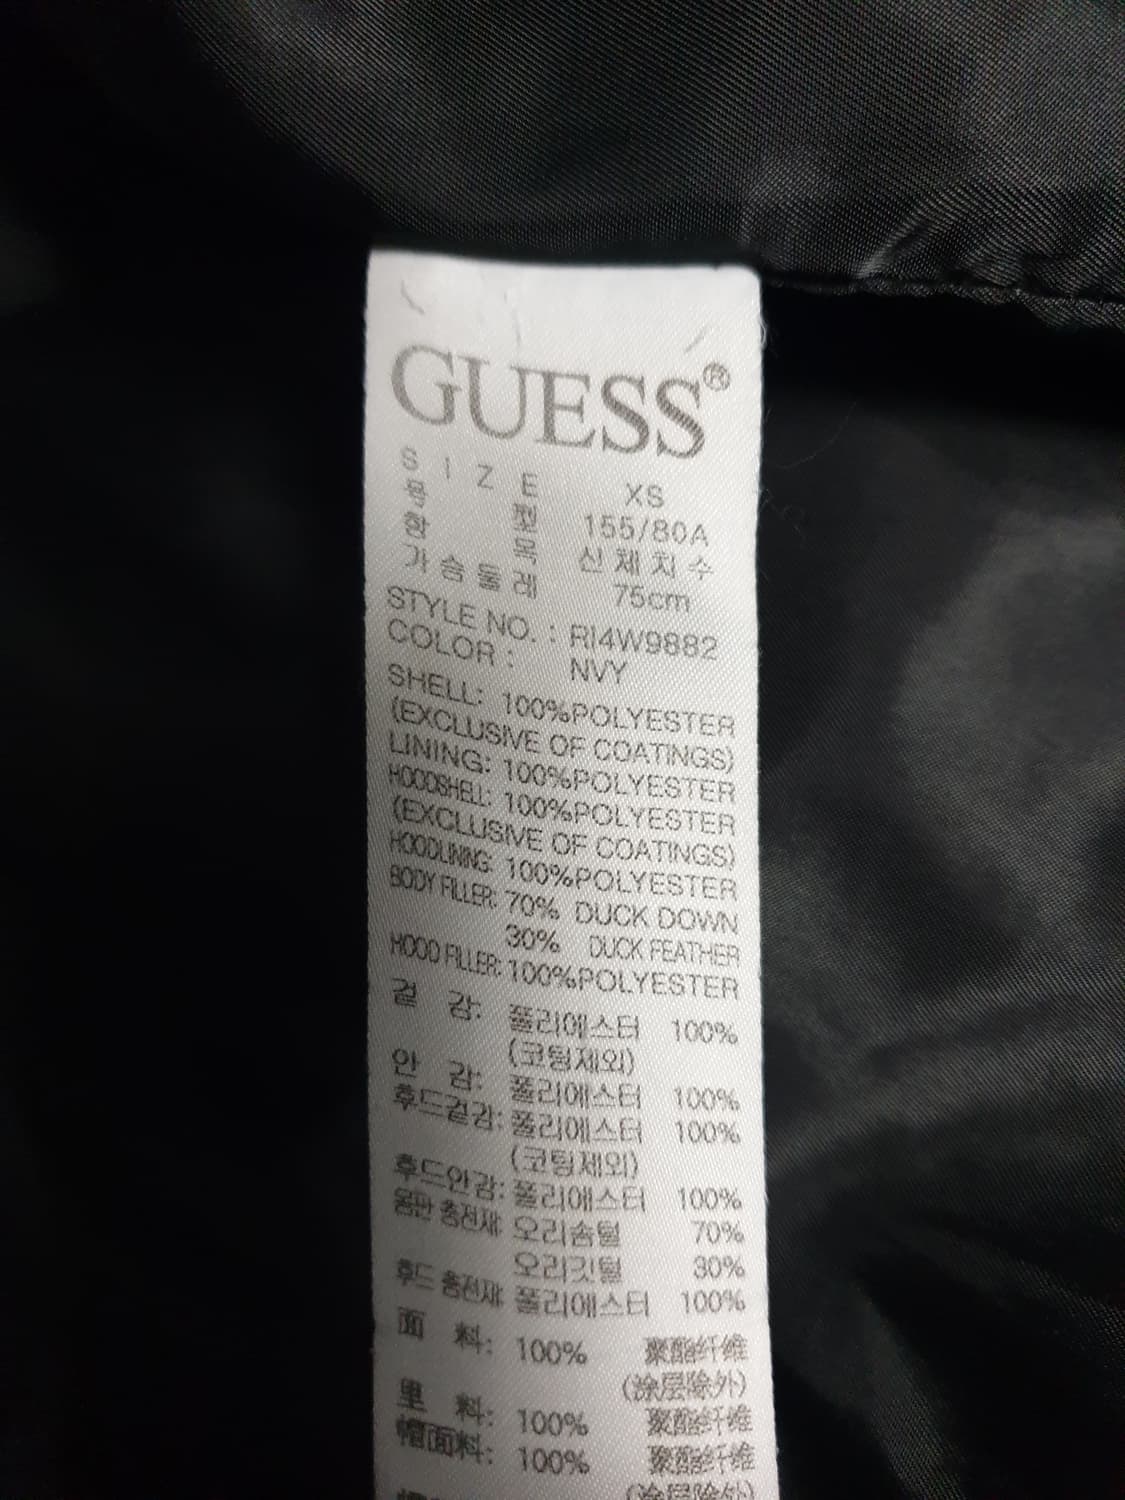 GUESS®
SIZE XS
号型 155/80A
항목 신체치수
가슴둘레 75cm
STYLE NO. : RI4W9882
COLOR : NVY
SHELL: 100%POLYESTER
(EXCLUSIVE OF COATINGS)
LINING: 100%POLYESTER
HOODSHELL: 100%POLYESTER
(EXCLUSIVE OF COATINGS)
HOODLINING: 100%POLYESTER
BODY FILLER: 70% DUCK DOWN
30% DUCK FEATHER
HOOD FILLER: 100%POLYESTER
겉감: 폴리에스터 100%
(코팅제외)
안감: 폴리에스터 100%
후드겉감: 폴리에스터 100%
(코팅제외)
후드안감: 폴리에스터 100%
몸판 충전재: 오리솜털 70%
오리깃털 30%
후드 충전재: 폴리에스터 100%
面料: 100% 聚酯纤维
(涂层除外)
里料: 100% 聚酯纤维
帽面料: 100% 聚酯纤维
(涂层除外)